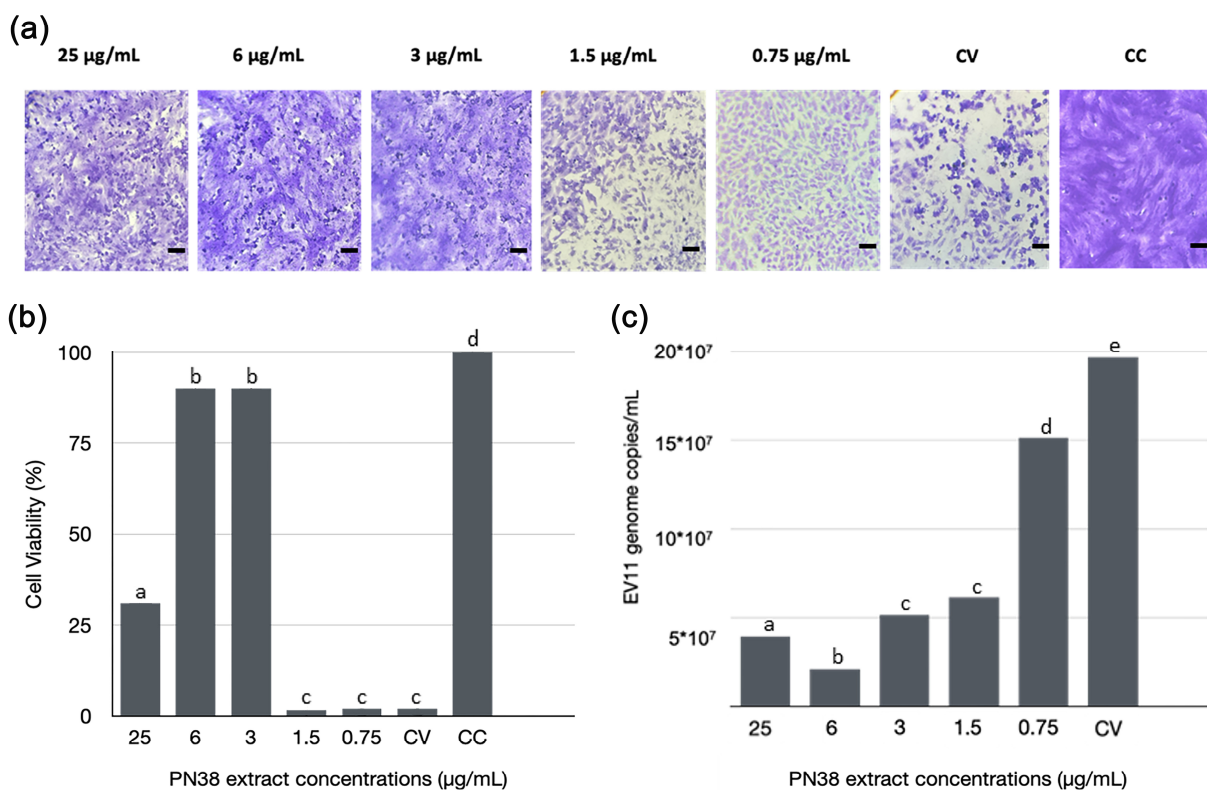 (a)
25 µg/mL 6 µg/mL 3 µg/mL 1.5 µg/mL 0.75 µg/mL CV CC
(b)
Cell Viability (%)
100
75
50
25
0
a b b c c c d
25 6 3 1.5 0.75 CV CC
PN38 extract concentrations (µg/mL)
(c)
EV11 genome copies/mL
20*10⁷
15*10⁷
10*10⁷
5*10⁷
a b c c d e
25 6 3 1.5 0.75 CV
PN38 extract concentrations (µg/mL)